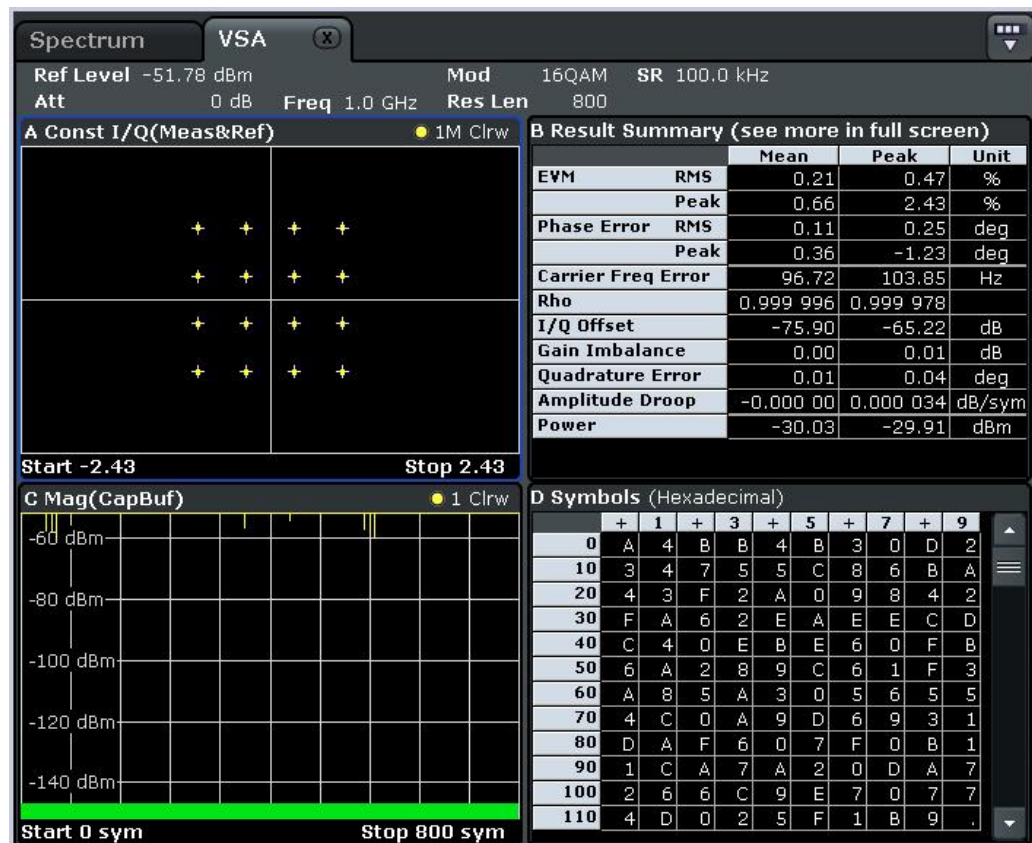 Spectrum VSA X
Ref Level -51.78 dBm Mod 16QAM SR 100.0 kHz
Att 0 dB Freq 1.0 GHz Res Len 800
A Const I/Q(Meas&Ref) 1M Clrw
Start -2.43 Stop 2.43
B Result Summary (see more in full screen)
Mean Peak Unit
EVM RMS 0.21 0.47 %
Peak 0.66 2.43 %
Phase Error RMS 0.11 0.25 deg
Peak 0.36 -1.23 deg
Carrier Freq Error 96.72 103.85 Hz
Rho 0.999 996 0.999 978
I/Q Offset -75.90 -65.22 dB
Gain Imbalance 0.00 0.01 dB
Quadrature Error 0.01 0.04 deg
Amplitude Droop -0.000 00 0.000 034 dB/sym
Power -30.03 -29.91 dBm
C Mag(CapBuf) 1 Clrw
-60 dBm
-80 dBm
-100 dBm
-120 dBm
-140 dBm
Start 0 sym Stop 800 sym
D Symbols (Hexadecimal)
+ 1 + 3 + 5 + 7 + 9
0 A 4 B B 4 B 3 0 D 2
10 3 4 7 5 5 C 8 6 B A
20 4 3 F 2 A 0 9 8 4 2
30 F A 6 2 E A E E C D
40 C 4 0 E B E 6 0 F B
50 6 A 2 8 9 C 6 1 F 3
60 A 8 5 A 3 0 5 6 5 5
70 4 C 0 A 9 D 6 9 3 1
80 D A F 6 0 7 F 0 B 1
90 1 C A 7 A 2 0 D A 7
100 2 6 6 C 9 E 7 0 7 7
110 4 D 0 2 5 F 1 B 9 .